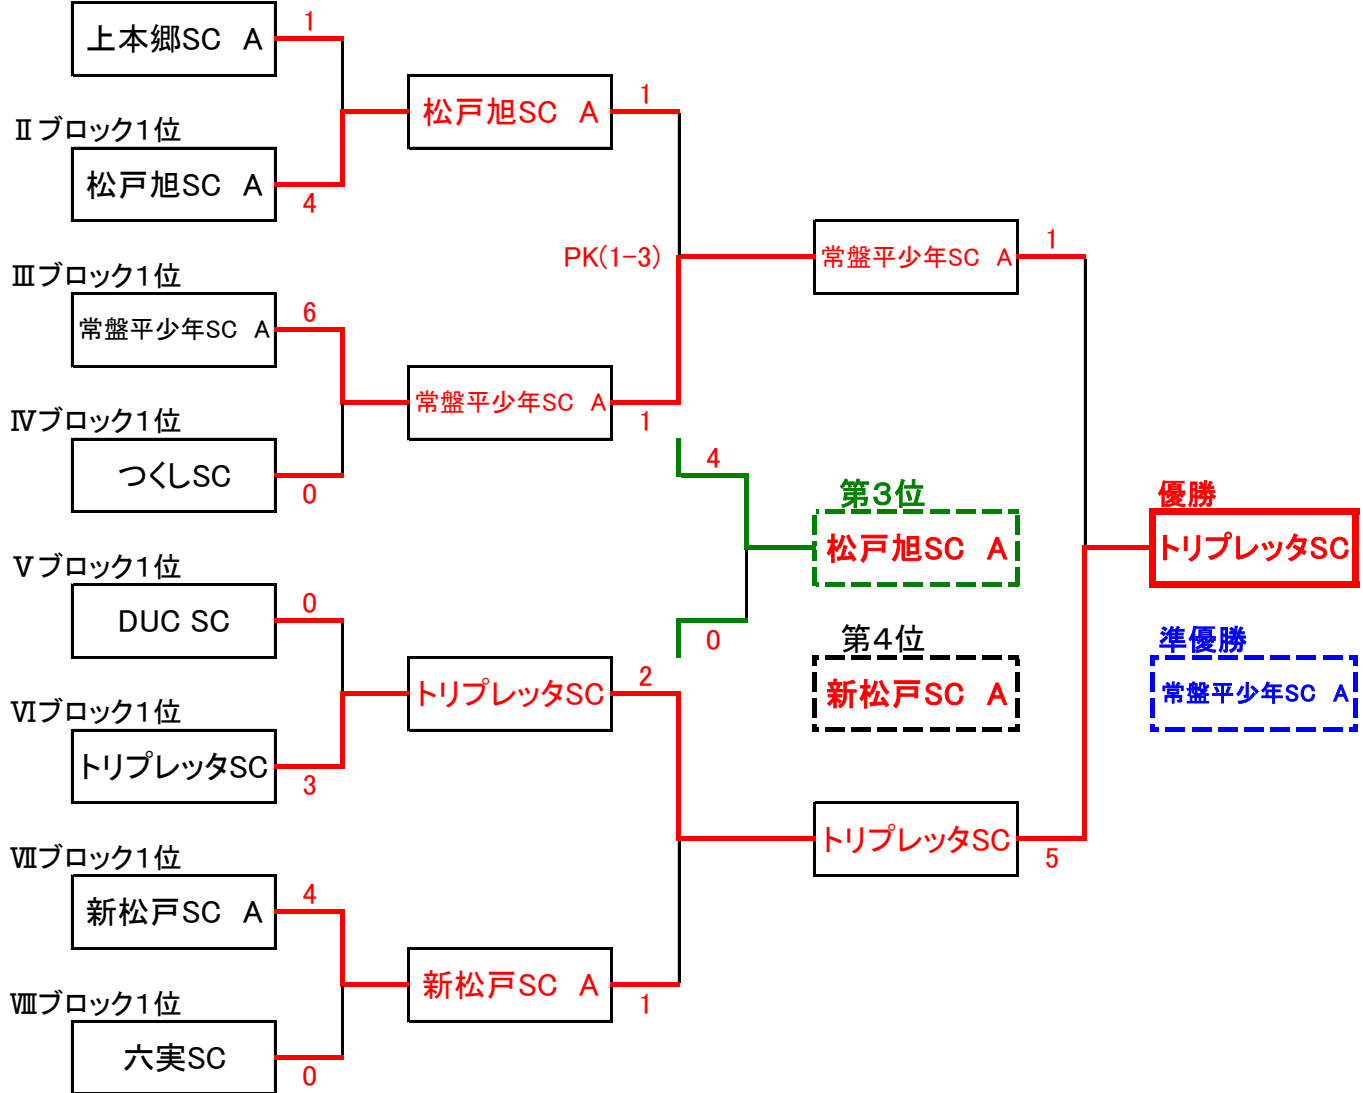 1
上本郷SC　A
Ⅱブロック1位
松戸旭SC　A
4
松戸旭SC　A
1
PK(1-3)
Ⅲブロック1位
常盤平少年SC　A
6
Ⅳブロック1位
つくしSC
0
常盤平少年SC　A
1
常盤平少年SC　A
1
4
第3位
松戸旭SC　A
0
第4位
新松戸SC　A
優勝
トリプレッタSC
準優勝
常盤平少年SC　A
Ⅴブロック1位
DUC SC
0
Ⅵブロック1位
トリプレッタSC
3
トリプレッタSC
2
トリプレッタSC
5
Ⅶブロック1位
新松戸SC　A
4
新松戸SC　A
1
Ⅷブロック1位
六実SC
0